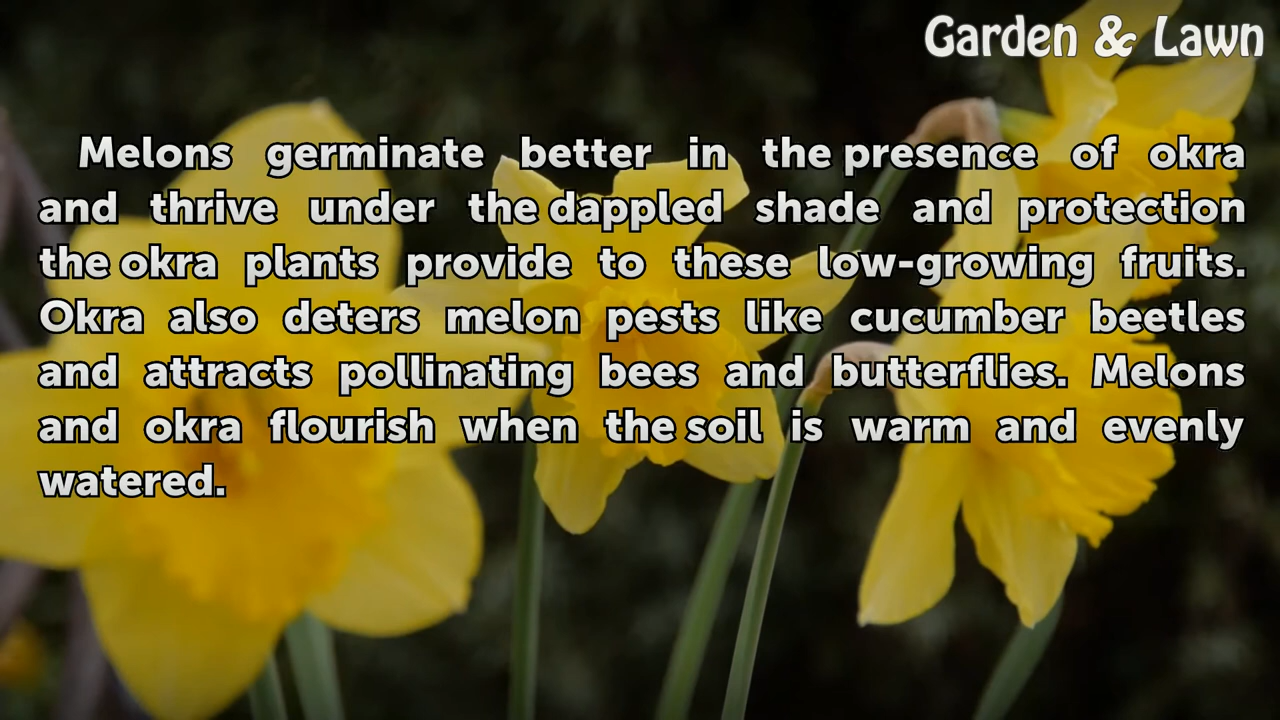 Garden & Lawn
Melons germinate better in the presence of okra
and thrive under the dappled shade and protection
the okra plants provide to these low-growing fruits.
Okra also deters melon pests like cucumber beetles
and attracts pollinating bees and butterflies. Melons
and okra flourish when the soil is warm and evenly
watered.